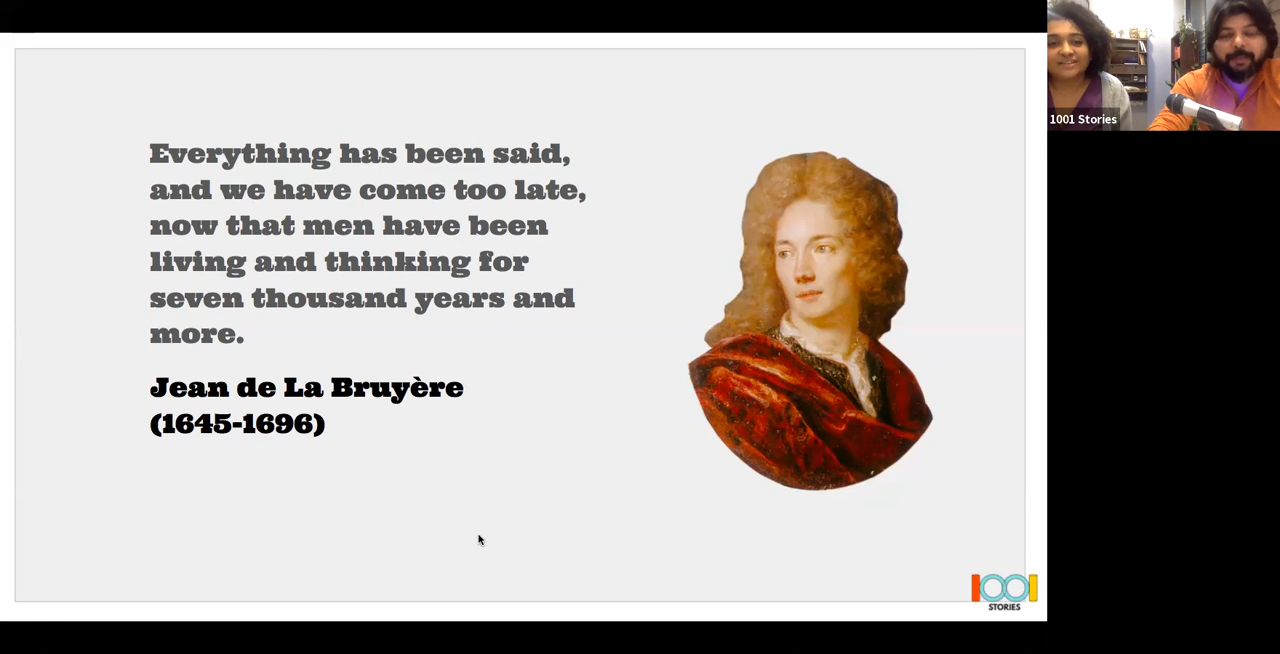 Everything has been said,
and we have come too late,
now that men have been
living and thinking for
seven thousand years and
more.
Jean de La Bruyère
(1645-1696)
1001 Stories
1001
STORIES